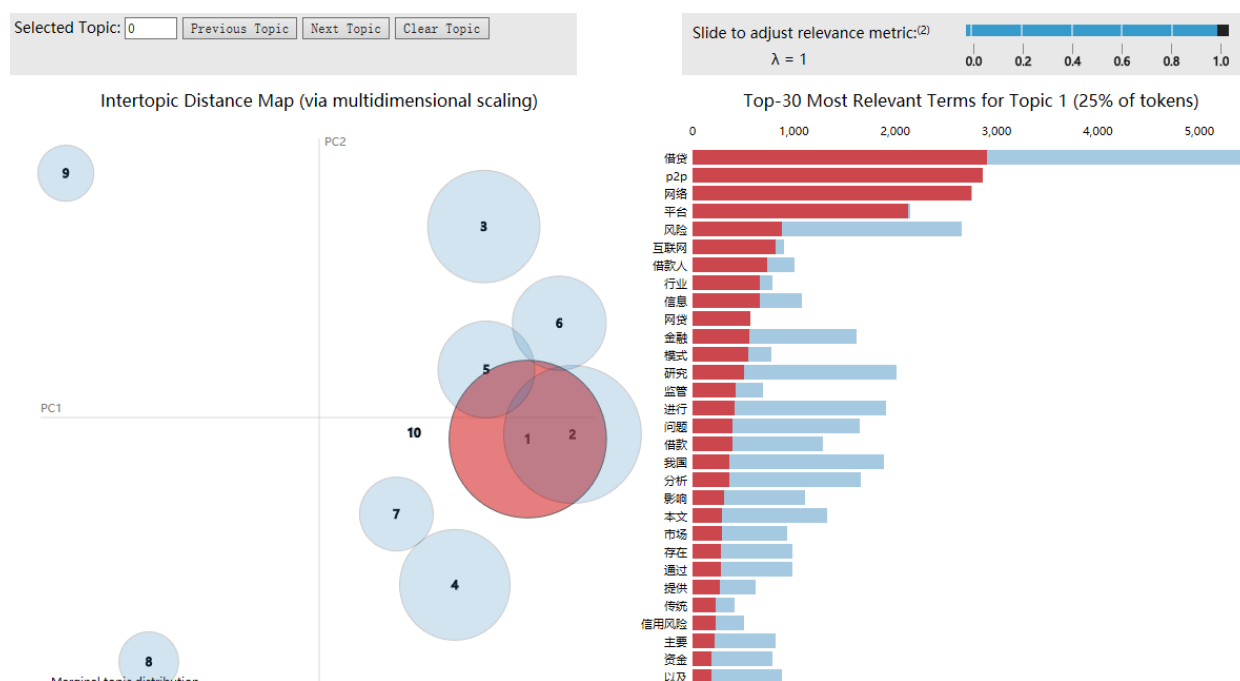 Selected Topic: 0 Previous Topic Next Topic Clear Topic
Slide to adjust relevance metric:(2)
λ = 1
0.0 0.2 0.4 0.6 0.8 1.0
Intertopic Distance Map (via multidimensional scaling)
PC2
PC1
9
3
6
5
1
2
10
7
4
8
Marginal topic distribution
Top-30 Most Relevant Terms for Topic 1 (25% of tokens)
0 1,000 2,000 3,000 4,000 5,000
借贷
p2p
网络
平台
风险
互联网
借款人
行业
信息
网贷
金融
模式
研究
监管
进行
问题
借款
我国
分析
影响
本文
市场
存在
通过
提供
传统
信用风险
主要
资金
以及